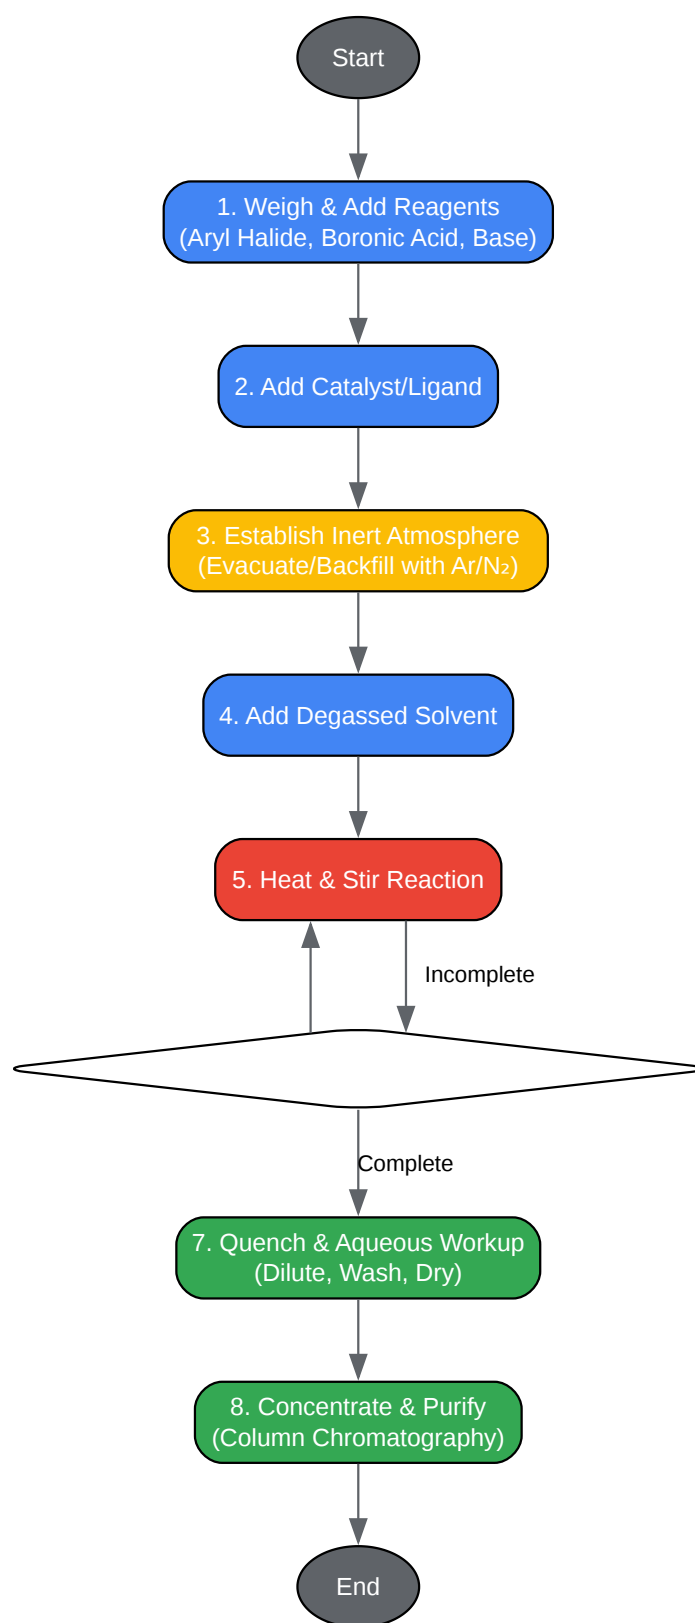 Start
1. Weigh & Add Reagents
(Aryl Halide, Boronic Acid, Base)
2. Add Catalyst/Ligand
3. Establish Inert Atmosphere
(Evacuate/Backfill with Ar/N₂)
4. Add Degassed Solvent
5. Heat & Stir Reaction
Incomplete
Complete
7. Quench & Aqueous Workup
(Dilute, Wash, Dry)
8. Concentrate & Purify
(Column Chromatography)
End